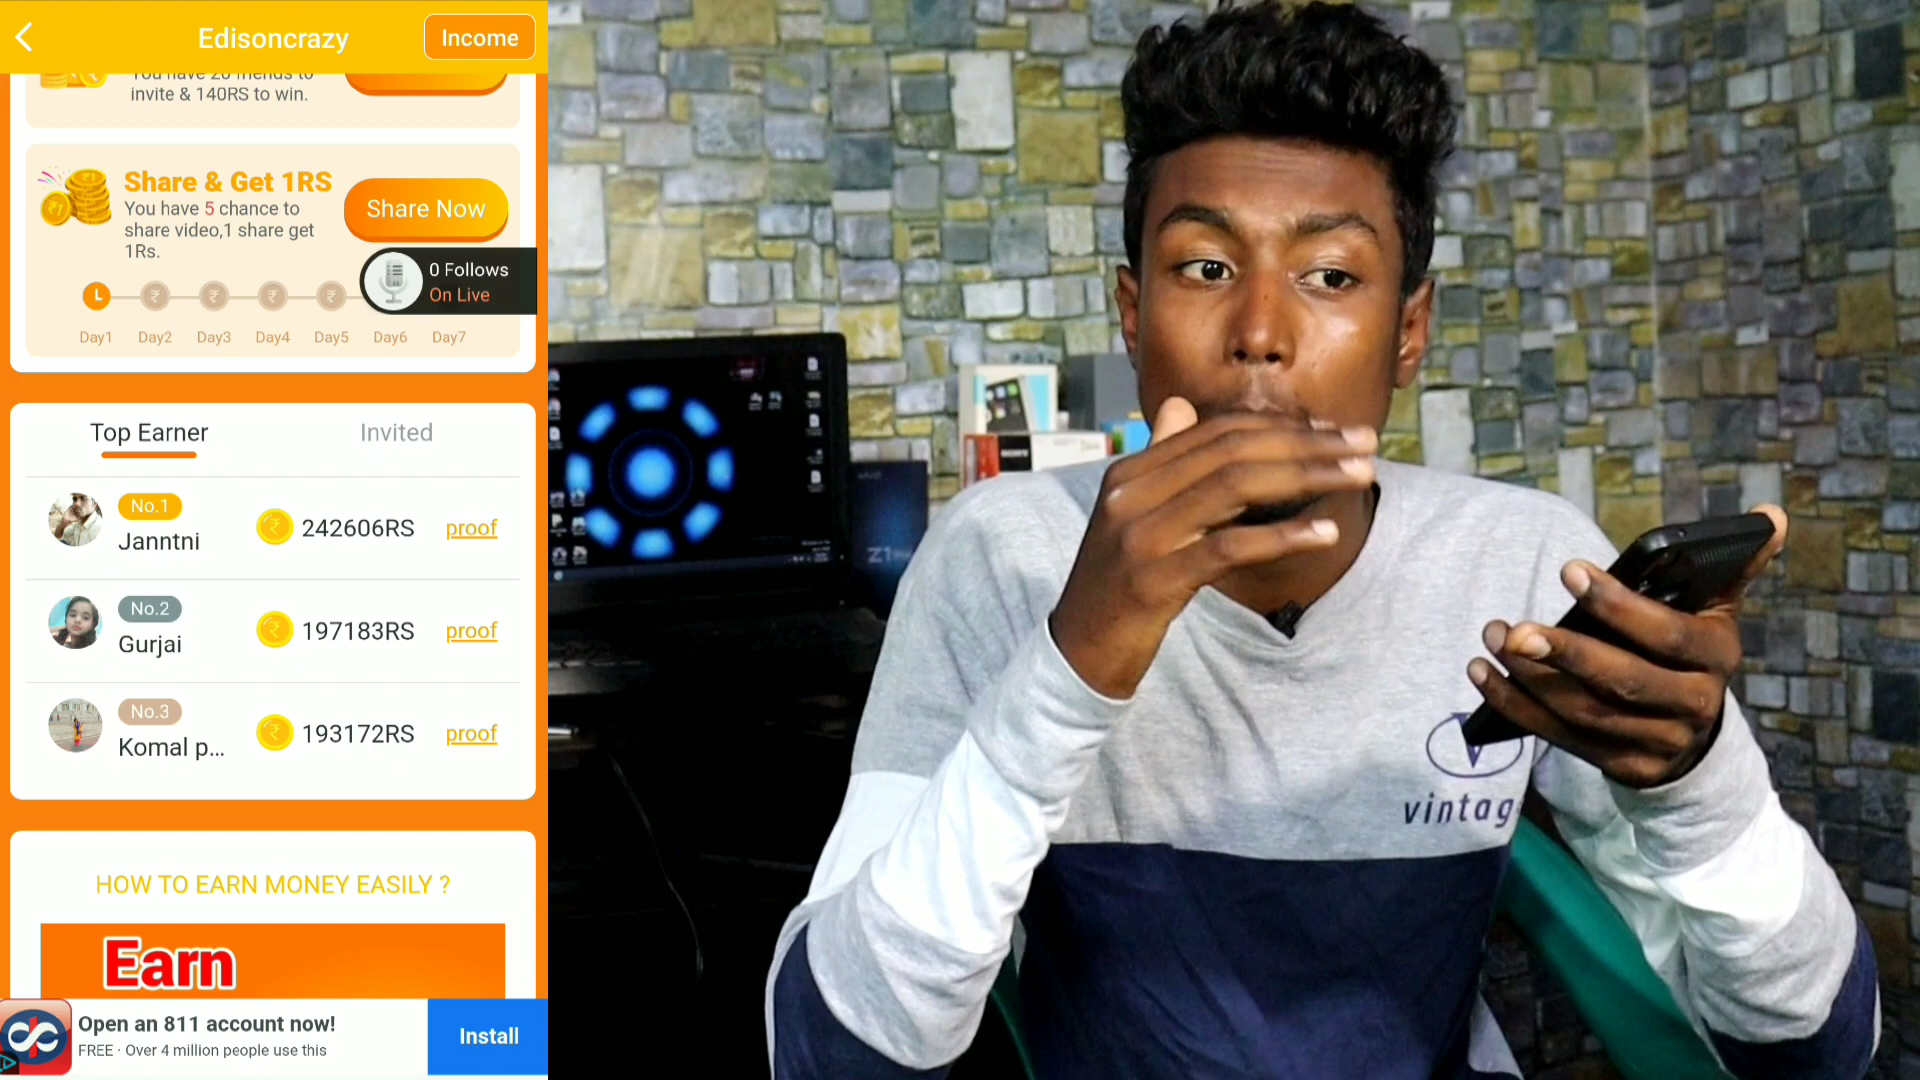 Edisoncrazy
Income
invite & 140RS to win.
Share & Get 1RS
You have 5 chance to
share video,1 share get
1Rs.
Share Now
0 Follows
On Live
Day1
Day2
Day3
Day4
Day5
Day6
Day7
Top Earner
Invited
No.1
Janntni
242606RS
proof
No.2
Gurjai
197183RS
proof
No.3
Komal p...
193172RS
proof
HOW TO EARN MONEY EASILY ?
Earn
Open an 811 account now!
FREE · Over 4 million people use this
Install
SONY
vivo
Z1
vintag